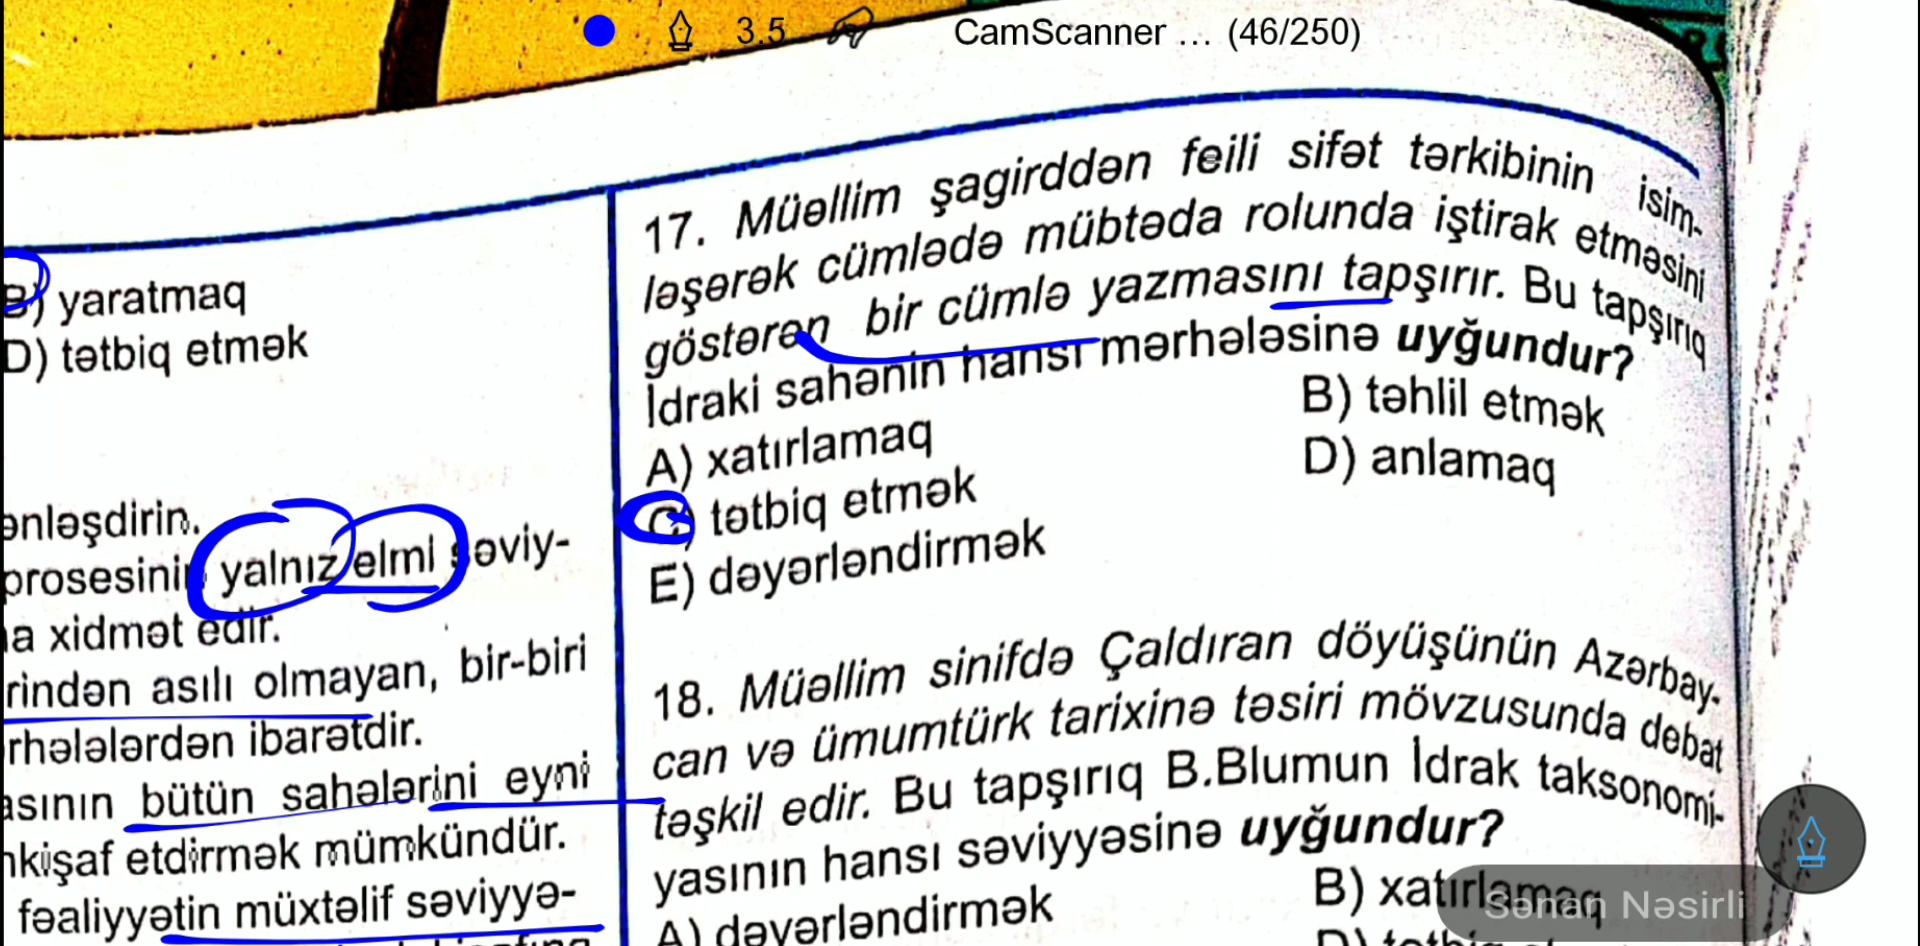 3.5 CamScanner ... (46/250)
B) yaratmaq
D) tətbiq etmək
ənləşdirin.
prosesinin yalnız elmi səviy-
a xidmət edir.
rindən asılı olmayan, bir-biri
rhələlərdən ibarətdir.
asının bütün sahələrini eyni
nkişaf etdirmək mümkündür.
fəaliyyətin müxtəlif səviyyə-
17. Müəllim şagirddən feili sifət tərkibinin isim-
ləşərək cümlədə mübtəda rolunda iştirak etməsini
göstərən bir cümlə yazmasını tapşırır. Bu tapşırıq
İdraki sahənin hansı mərhələsinə uyğundur?
A) xatırlamaq
B) təhlil etmək
C) tətbiq etmək
D) anlamaq
E) dəyərləndirmək
18. Müəllim sinifdə Çaldıran döyüşünün Azərbay-
can və ümumtürk tarixinə təsiri mövzusunda debat
təşkil edir. Bu tapşırıq B.Blumun İdrak taksonomi-
yasının hansı səviyyəsinə uyğundur?
A) dəyərləndirmək
B) xatırlamaq
Sənan Nəsirli